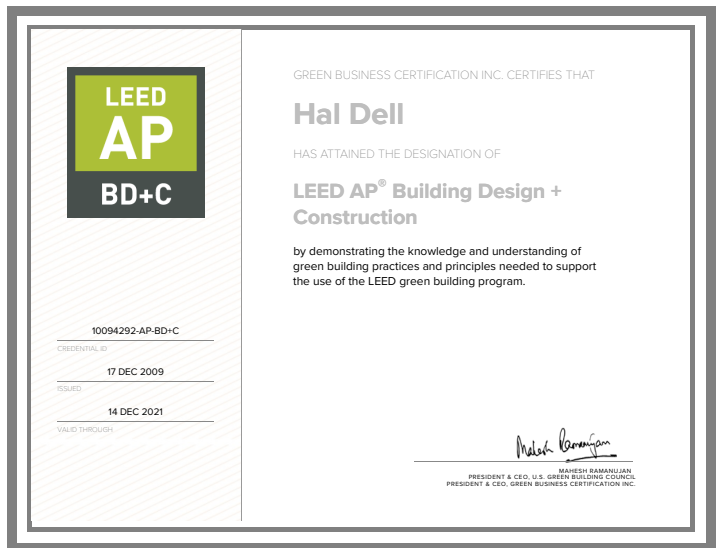 LEED
AP
BD+C
10094292-AP-BD+C
CREDENTIAL ID
17 DEC 2009
ISSUED
14 DEC 2021
VALID THROUGH
GREEN BUSINESS CERTIFICATION INC. CERTIFIES THAT
Hal Dell
HAS ATTAINED THE DESIGNATION OF
LEED AP® Building Design +
Construction
by demonstrating the knowledge and understanding of
green building practices and principles needed to support
the use of the LEED green building program.
Mahesh Ramanujan
MAHESH RAMANUJAN
PRESIDENT & CEO, U.S. GREEN BUILDING COUNCIL
PRESIDENT & CEO, GREEN BUSINESS CERTIFICATION INC.